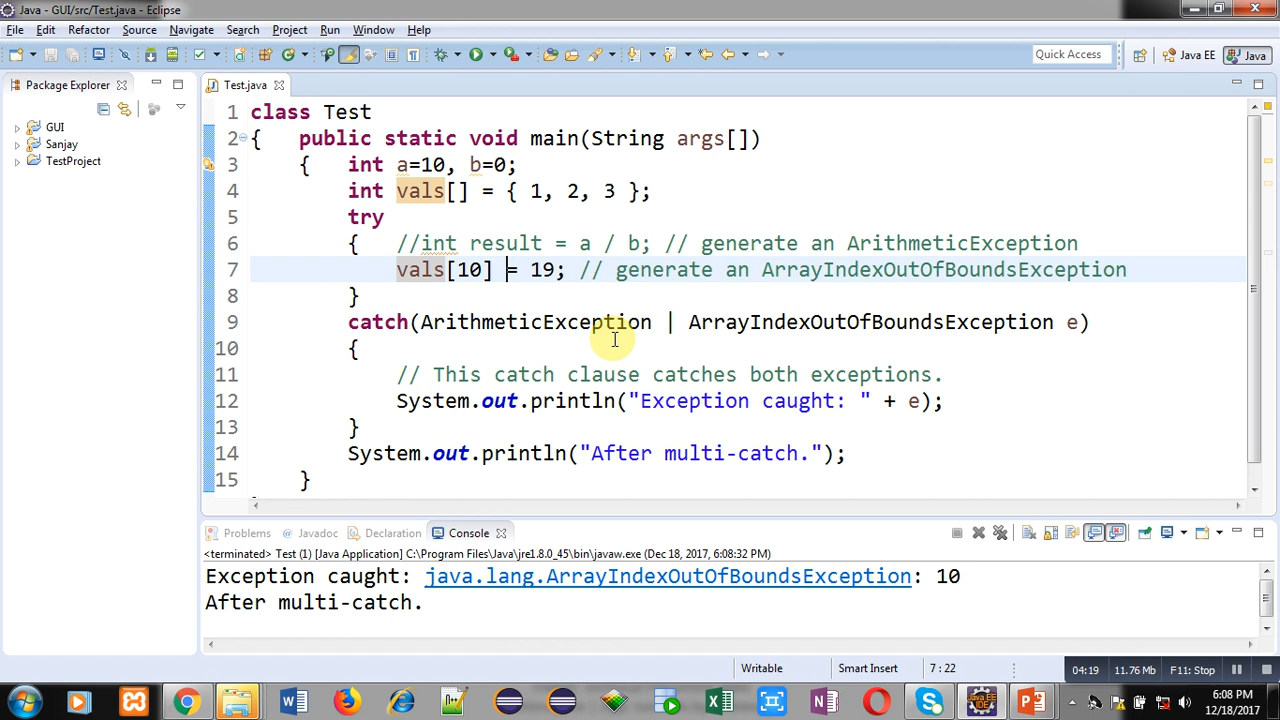 Java - GUI/src/Test.java - Eclipse
File Edit Refactor Source Navigate Search Project Run Window Help
Quick Access
Java EE
Java
Package Explorer
GUI
Sanjay
TestProject
Test.java
1 class Test
2 { public static void main(String args[])
3 { int a=10, b=0;
4 int vals[] = { 1, 2, 3 };
5 try
6 { //int result = a / b; // generate an ArithmeticException
7 vals[10] = 19; // generate an ArrayIndexOutOfBoundsException
8 }
9 catch(ArithmeticException | ArrayIndexOutOfBoundsException e)
10 {
11 // This catch clause catches both exceptions.
12 System.out.println("Exception caught: " + e);
13 }
14 System.out.println("After multi-catch.");
15 }
Problems Javadoc Declaration Console
<terminated> Test (1) [Java Application] C:\Program Files\Java\jre1.8.0_45\bin\javaw.exe (Dec 18, 2017, 6:08:32 PM)
Exception caught: java.lang.ArrayIndexOutOfBoundsException: 10
After multi-catch.
Writable Smart Insert 7 : 22 04:19 11.76 Mb F11: Stop
6:08 PM
12/18/2017